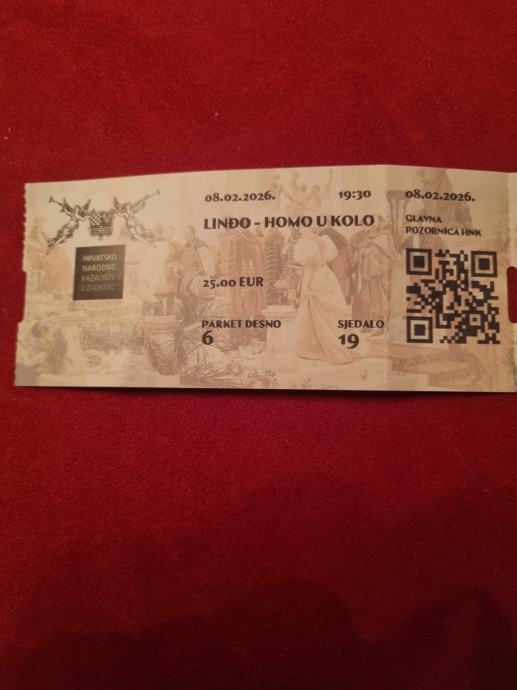 08.02.2026. 19:30
LINĐO - HOMO U KOLO
HRVATSKO
NARODNO
KAZALIŠTE
U ZAGREBU
25.00 EUR
PARKET DESNO SJEDALO
6 19
08.02.2026.
GLAVNA
POZORNICA HNK